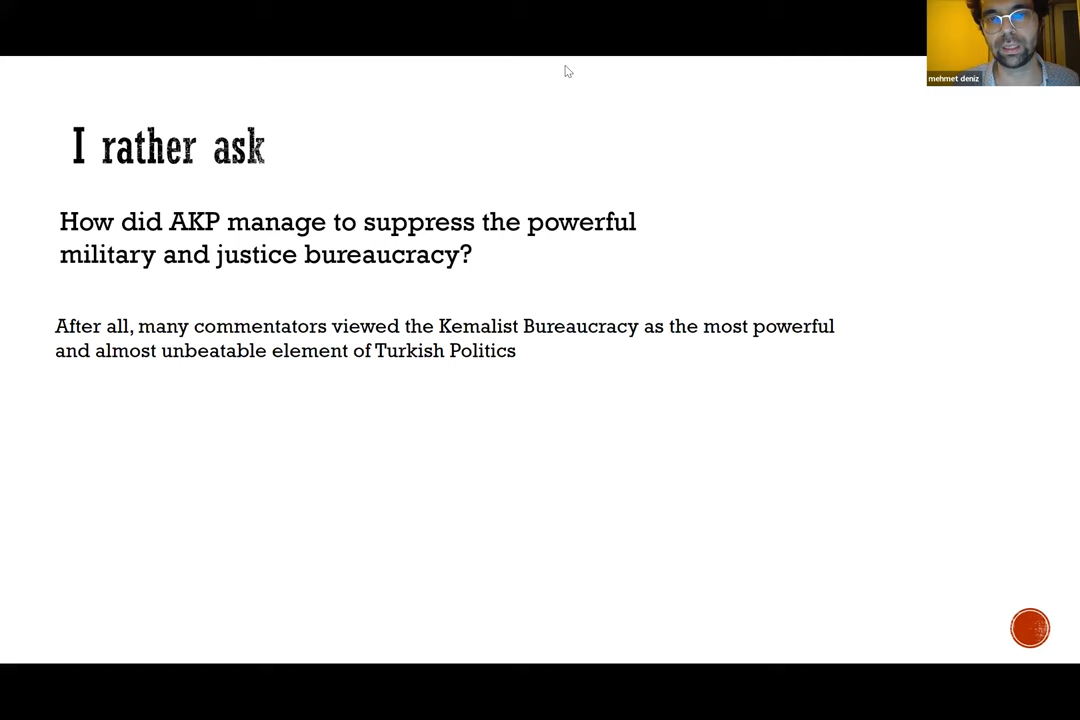 mehmet deniz
I rather ask
How did AKP manage to suppress the powerful
military and justice bureaucracy?
After all, many commentators viewed the Kemalist Bureaucracy as the most powerful
and almost unbeatable element of Turkish Politics